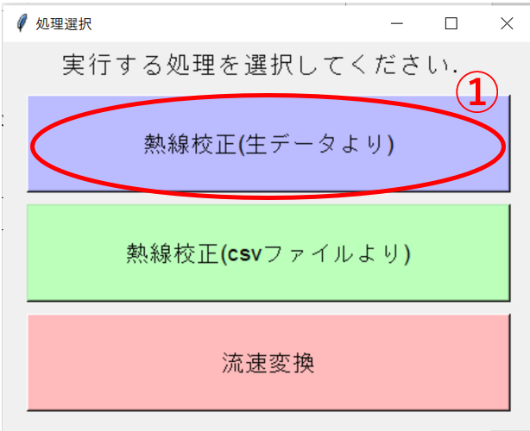 処理選択
実行する処理を選択してください.
①
熱線校正(生データより)
熱線校正(csvファイルより)
流速変換